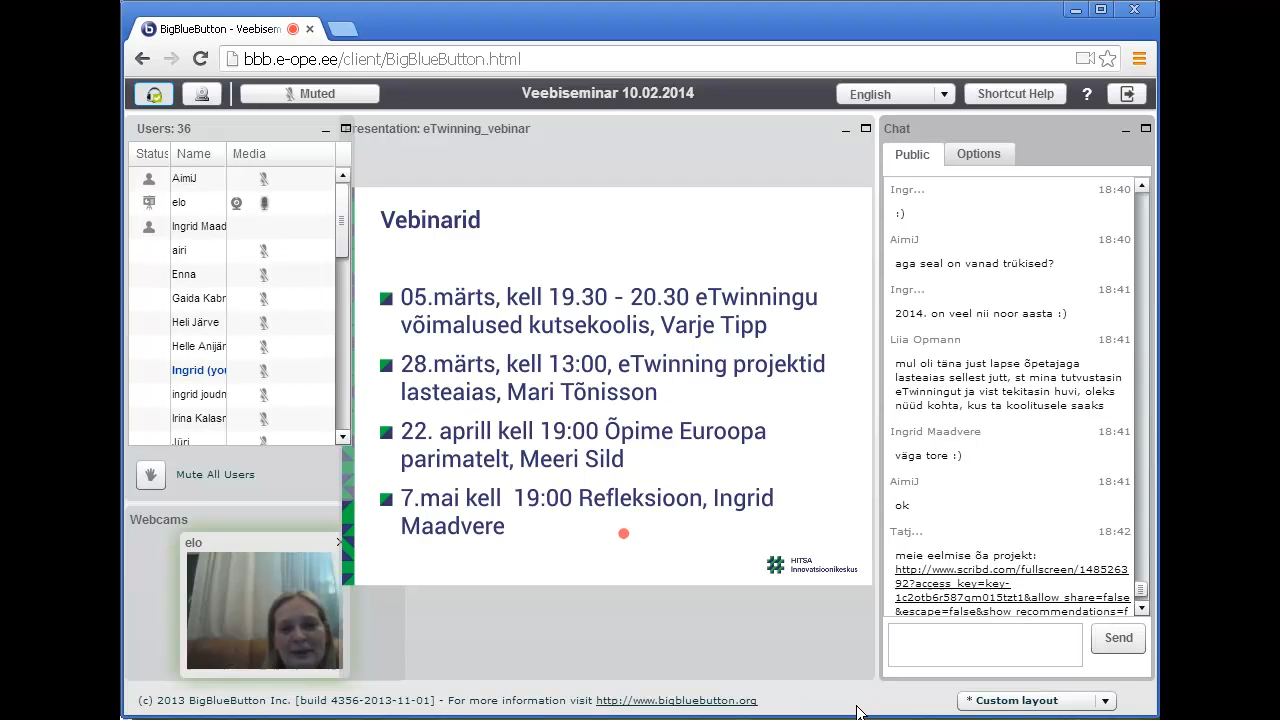 BigBlueButton - Veebisem
bbb.e-ope.ee/client/BigBlueButton.html
Muted
Veebiseminar 10.02.2014
English
Shortcut Help
?
Users: 36
Status Name Media
AimiJ
elo
Ingrid Maad
airi
Enna
Gaida Kabr
Heli Järve
Helle Anijär
Ingrid (you
ingrid joudn
Irina Kalasn
Jüri
Mute All Users
Webcams
elo
resentation: eTwinning_vebinar
Vebinarid
05.märts, kell 19.30 - 20.30 eTwinningu
võimalused kutsekoolis, Varje Tipp
28.märts, kell 13:00, eTwinning projektid
lasteaias, Mari Tõnisson
22. aprill kell 19:00 Õpime Euroopa
parimatelt, Meeri Sild
7.mai kell 19:00 Refleksioon, Ingrid
Maadvere
HITSA
Innovatsioonikeskus
Chat
Public Options
Ingr... 18:40
:)
AimiJ 18:40
aga seal on vanad trükised?
Ingr... 18:41
2014. on veel nii noor aasta :)
Liia Opmann 18:41
mul oli täna just lapse õpetajaga
lasteaias sellest jutt, st mina tutvustasin
eTwinningut ja vist tekitasin huvi, oleks
nüüd kohta, kus ta koolitusele saaks
Ingrid Maadvere 18:41
väga tore :)
AimiJ 18:41
ok
Tatj... 18:42
meie eelmise õa projekt:
http://www.scribd.com/fullscreen/1485263
92?access_key=key-
1c2otb6r587qm015tzt1&allow_share=false
&escape=false&show_recommendations=f
Send
(c) 2013 BigBlueButton Inc. [build 4356-2013-11-01] - For more information visit http://www.bigbluebutton.org
* Custom layout